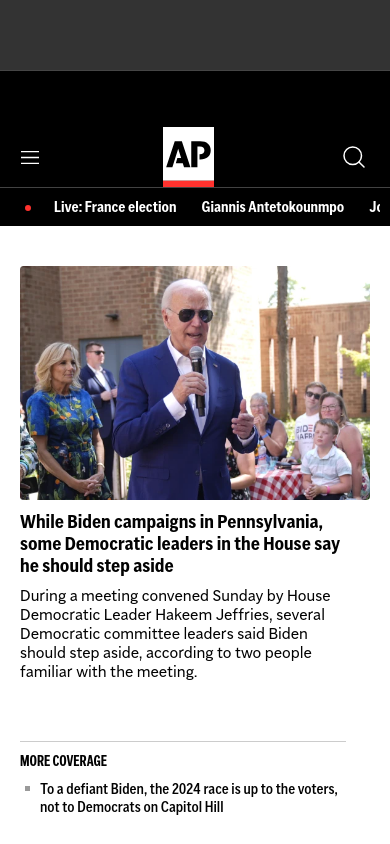 AP
Live: France election Giannis Antetokounmpo
While Biden campaigns in Pennsylvania,
some Democratic leaders in the House say
he should step aside
During a meeting convened Sunday by House
Democratic Leader Hakeem Jeffries, several
Democratic committee leaders said Biden
should step aside, according to two people
familiar with the meeting.
MORE COVERAGE
To a defiant Biden, the 2024 race is up to the voters,
not to Democrats on Capitol Hill